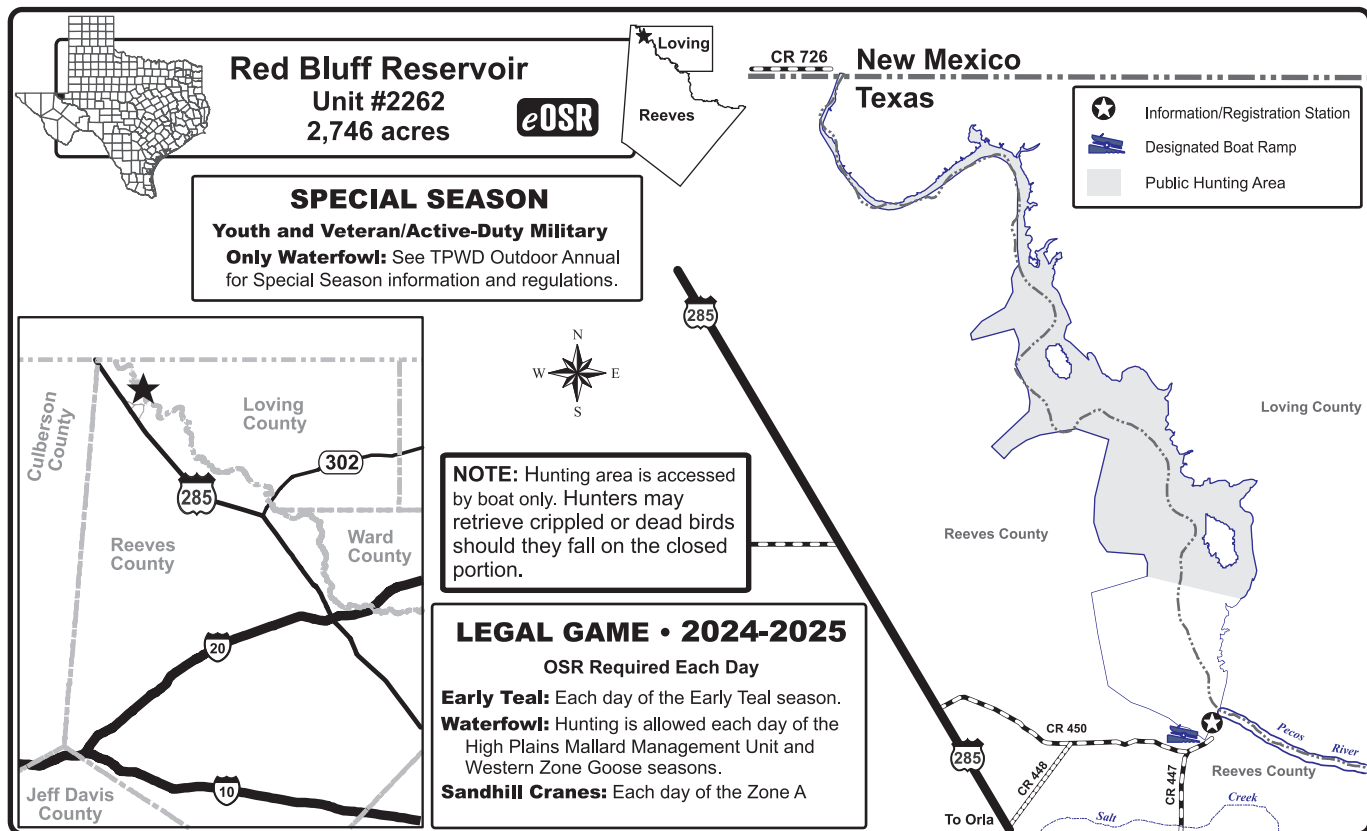 Red Bluff Reservoir
Unit #2262
2,746 acres
eOSR
Loving
Reeves
CR 726
New Mexico
Texas
Information/Registration Station
Designated Boat Ramp
Public Hunting Area
SPECIAL SEASON
Youth and Veteran/Active-Duty Military
Only Waterfowl: See TPWD Outdoor Annual
for Special Season information and regulations.
285
N
W E
S
Culberson
County
Loving
County
302
285
Reeves
County
Ward
County
20
10
Jeff Davis
County
NOTE: Hunting area is accessed
by boat only. Hunters may
retrieve crippled or dead birds
should they fall on the closed
portion.
LEGAL GAME • 2024-2025
OSR Required Each Day
Early Teal: Each day of the Early Teal season.
Waterfowl: Hunting is allowed each day of the
High Plains Mallard Management Unit and
Western Zone Goose seasons.
Sandhill Cranes: Each day of the Zone A
Loving County
Reeves County
CR 450
285
CR 448
CR 447
Pecos
River
Reeves County
To Orla
Salt
Creek